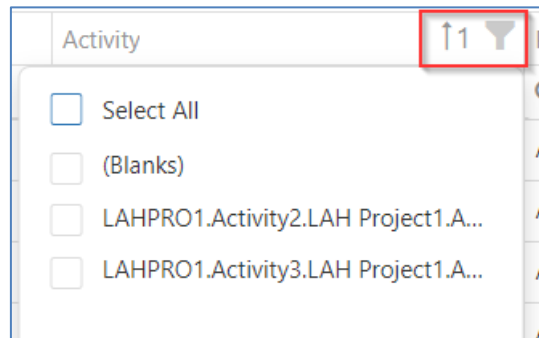 Activity 1
Select All
(Blanks)
LAHPRO1.Activity2.LAH Project1.A...
LAHPRO1.Activity3.LAH Project1.A...